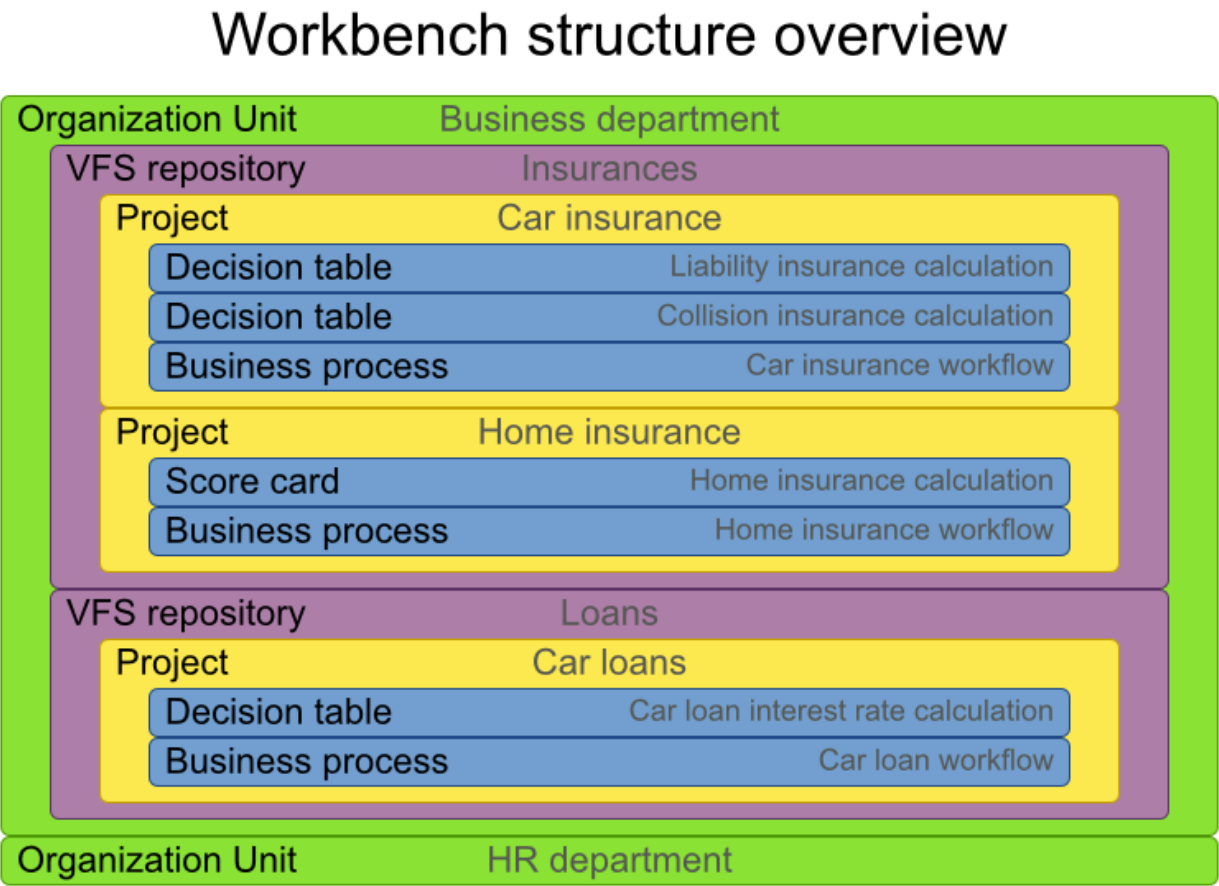 Workbench structure overview
Organization Unit Business department
VFS repository Insurances
Project Car insurance
Decision table Liability insurance calculation
Decision table Collision insurance calculation
Business process Car insurance workflow
Project Home insurance
Score card Home insurance calculation
Business process Home insurance workflow
VFS repository Loans
Project Car loans
Decision table Car loan interest rate calculation
Business process Car loan workflow
Organization Unit HR department